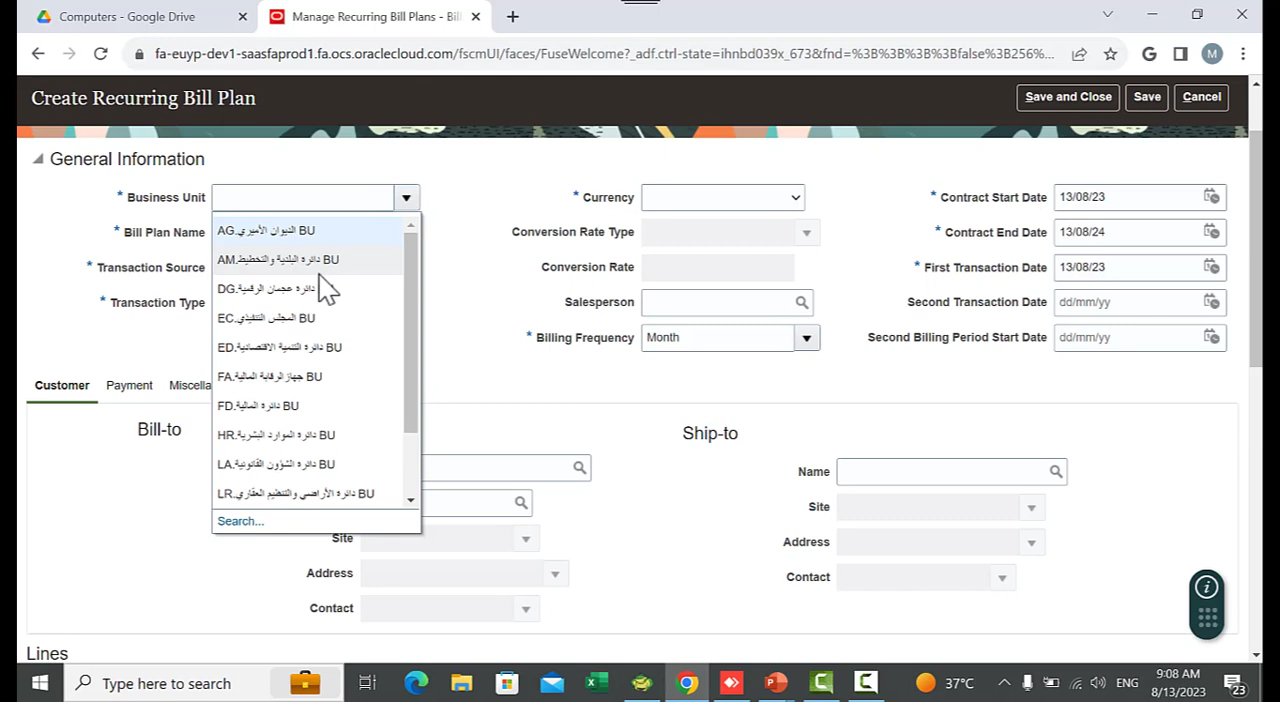 Computers - Google Drive
Manage Recurring Bill Plans - Bil
fa-euyp-dev1-saasfaprod1.fa.ocs.oraclecloud.com/fscmUI/faces/FuseWelcome?_adf.ctrl-state=ihnbd039x_673&fnd=%3B%3B%3B%3Bfalse%3B256%...
G
M
Create Recurring Bill Plan
Save and Close
Save
Cancel
General Information
* Business Unit
* Currency
* Contract Start Date 13/08/23
* Bill Plan Name
Conversion Rate Type
* Contract End Date 13/08/24
* Transaction Source
Conversion Rate
* First Transaction Date 13/08/23
* Transaction Type
Salesperson
Second Transaction Date dd/mm/yy
* Billing Frequency Month
Second Billing Period Start Date dd/mm/yy
AG.الديوان الأميري BU
AM.دائرة البلدية والتخطيط BU
DG.دائرة عجمان الرقمية
EC.المجلس التنفيذي BU
ED.دائرة التنمية الاقتصادية BU
FA.جهاز الرقابة المالية BU
FD.دائرة المالية BU
HR.دائرة الموارد البشرية BU
LA.دائرة الشؤون القانونية BU
LR.دائرة الأراضي والتنظيم العقاري BU
Search...
Customer
Payment
Miscella
Bill-to
Site
Address
Contact
Ship-to
Name
Site
Address
Contact
Lines
Type here to search
37°C
ENG
9:08 AM
8/13/2023
23